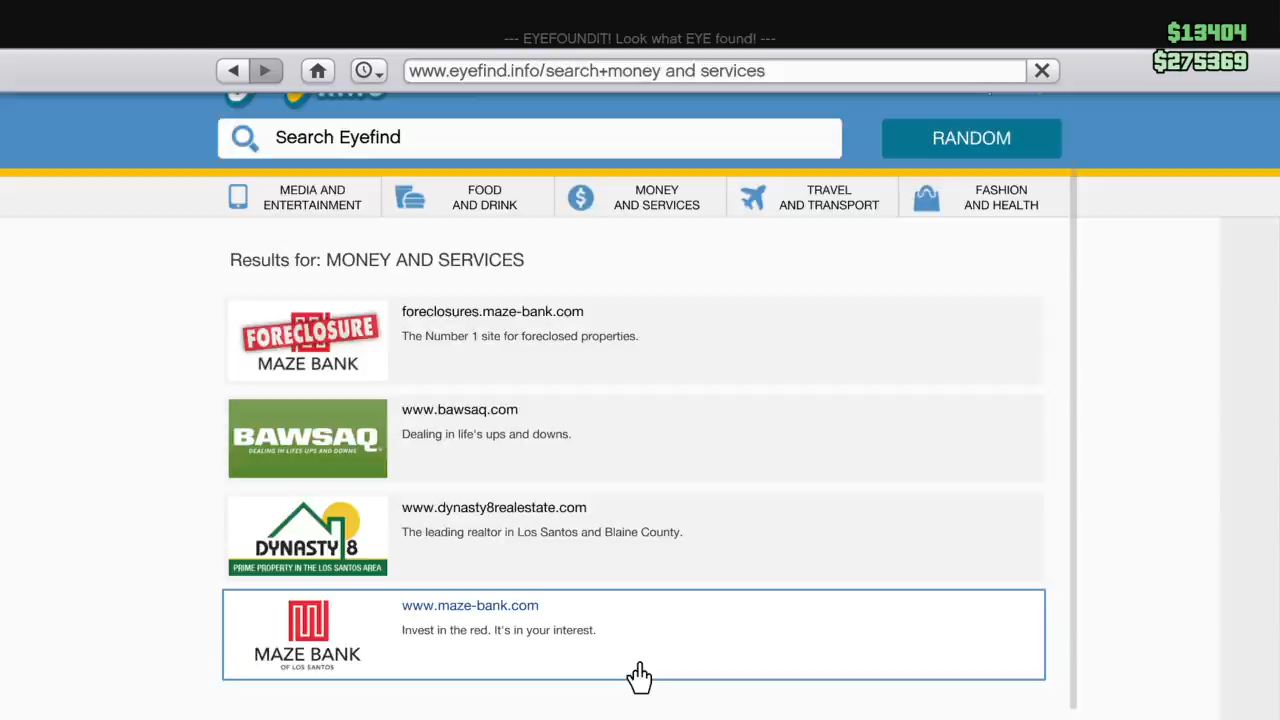 $13404
--- EYEFOUNDIT! Look what EYE found! ---
$275369
www.eyefind.info/search+money and services
Search Eyefind
RANDOM
MEDIA AND
ENTERTAINMENT
FOOD
AND DRINK
MONEY
AND SERVICES
TRAVEL
AND TRANSPORT
FASHION
AND HEALTH
Results for: MONEY AND SERVICES
FORECLOSURE
MAZE BANK
foreclosures.maze-bank.com
The Number 1 site for foreclosed properties.
BAWSAQ
DEALING IN LIFE'S UPS AND DOWNS
www.bawsaq.com
Dealing in life's ups and downs.
DYNASTY 8
PRIME PROPERTY IN THE LOS SANTOS AREA
www.dynasty8realestate.com
The leading realtor in Los Santos and Blaine County.
MAZE BANK
OF LOS SANTOS
www.maze-bank.com
Invest in the red. It's in your interest.